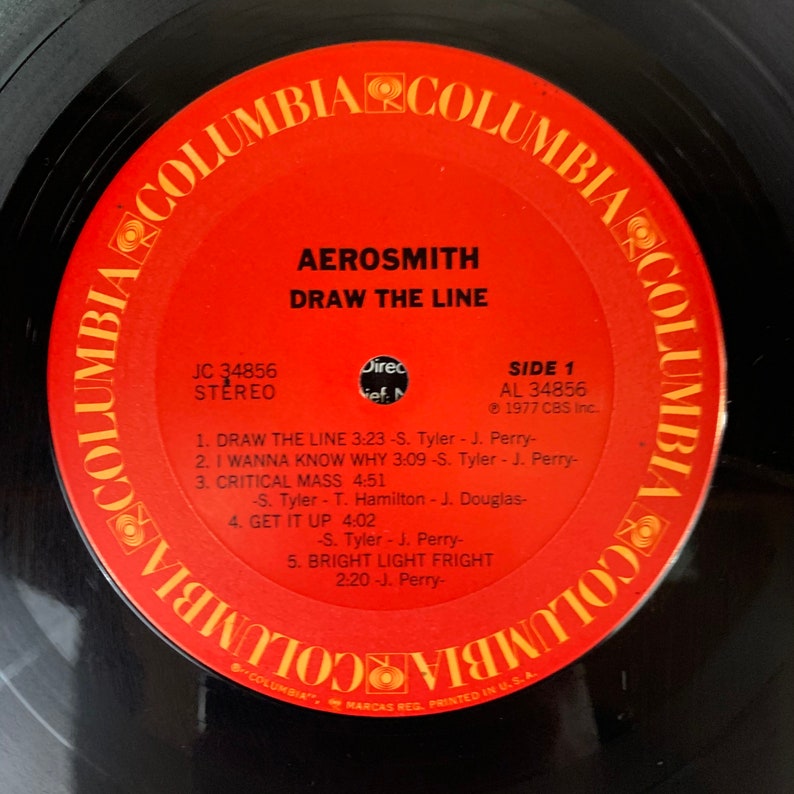 COLUMBIA COLUMBIA COLUMBIA COLUMBIA COLUMBIA COLUMBIA
AEROSMITH
DRAW THE LINE
Direc
ief. N
JC 34856
STEREO
SIDE 1
AL 34856
℗ 1977 CBS Inc.
1. DRAW THE LINE 3:23 -S. Tyler - J. Perry-
2. I WANNA KNOW WHY 3:09 -S. Tyler - J. Perry-
3. CRITICAL MASS 4:51
-S. Tyler - T. Hamilton - J. Douglas-
4. GET IT UP 4:02
-S. Tyler - J. Perry-
5. BRIGHT LIGHT FRIGHT
2:20 -J. Perry-
®"COLUMBIA", MARCAS REG. PRINTED IN U.S.A.